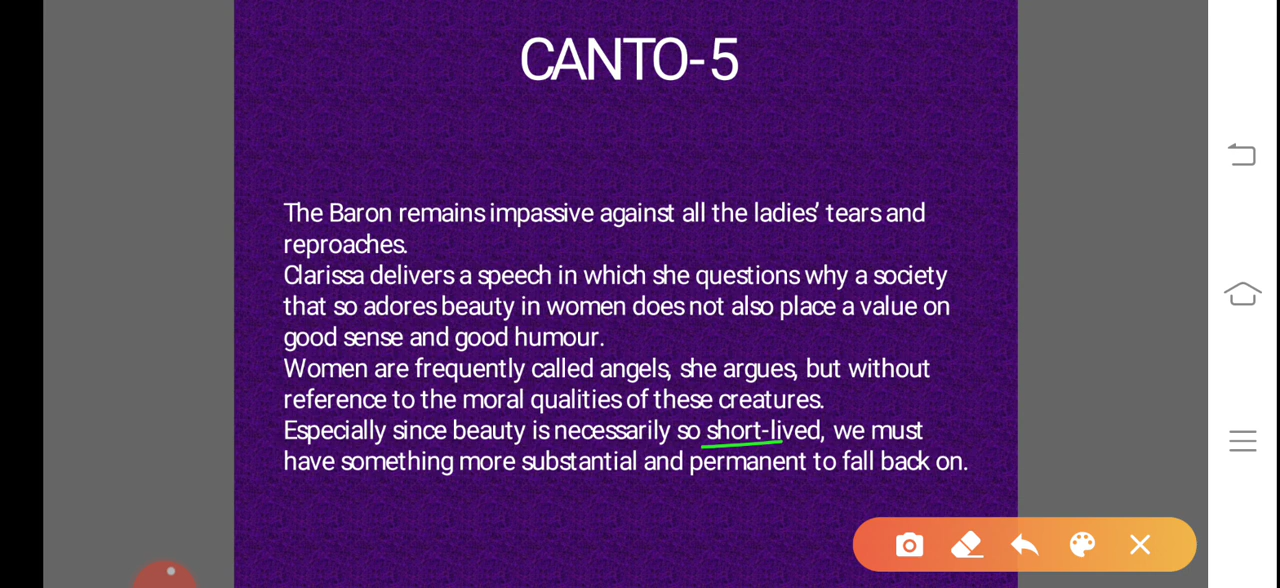 CANTO-5
The Baron remains impassive against all the ladies’ tears and
reproaches.
Clarissa delivers a speech in which she questions why a society
that so adores beauty in women does not also place a value on
good sense and good humour.
Women are frequently called angels, she argues, but without
reference to the moral qualities of these creatures.
Especially since beauty is necessarily so short-lived, we must
have something more substantial and permanent to fall back on.